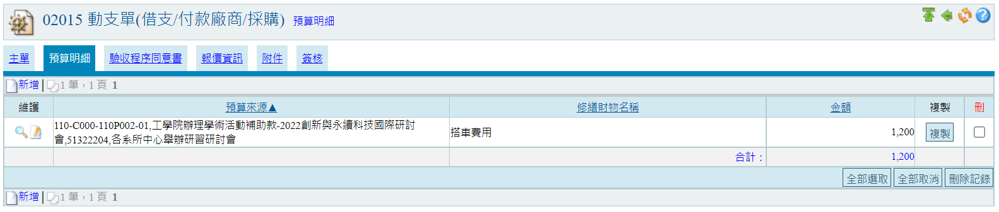 02015 動支單(借支/付款廠商/採購) 預算明細
主單 預算明細 驗收程序同意書 報價資訊 附件 簽核
新增 1 筆，1 頁 1
維護 預算來源▲ 修繕財物名稱 金額 複製 刪
110-C000-110P002-01,工學院辦理學術活動補助款-2022創新與永續科技國際研討
會,51322204,各系所中心舉辦研習研討會
搭車費用 1,200 複製
合計： 1,200
全部選取 全部取消 刪除記錄
新增 1 筆，1 頁 1